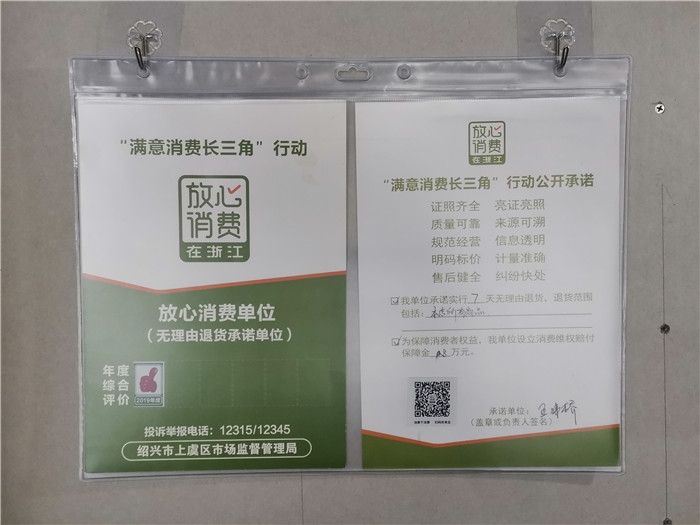 “满意消费长三角”行动
放心
消费
在浙江
放心消费单位
（无理由退货承诺单位）
年度
综合
评价
2019年度
投诉举报电话：12315/12345
绍兴市上虞区市场监督管理局
放心
消费
在浙江
“满意消费长三角”行动公开承诺
证照齐全 亮证亮照
质量可靠 来源可溯
规范经营 信息透明
明码标价 计量准确
售后健全 纠纷快处
我单位承诺实行7天无理由退货，退货范围
包括：
为保障消费者权益，我单位设立消费维权赔付
保障金 万元。
承诺单位：
（盖章或负责人签名）